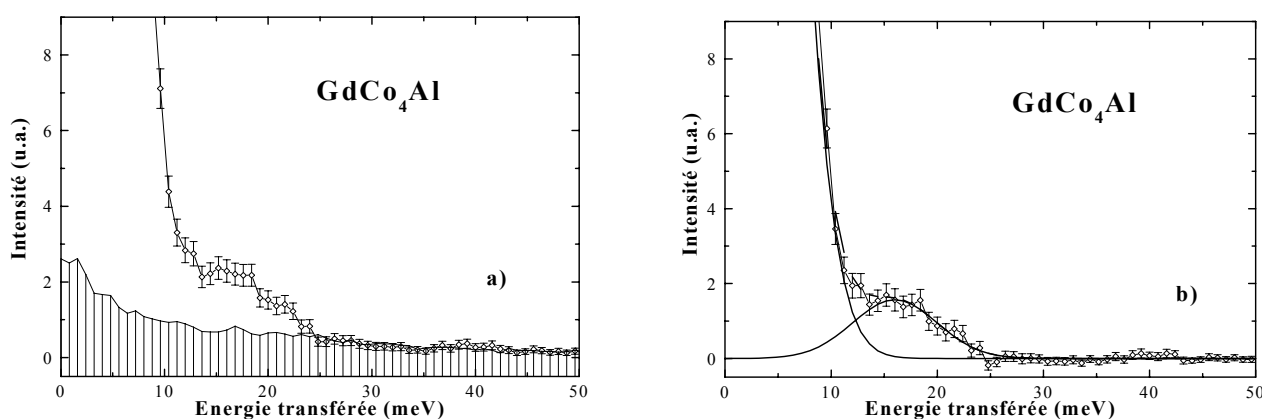 8
6
4
2
0
Intensité (u.a.)
GdCo₄Al
a)
0 10 20 30 40 50
Energie transférée (meV)
8
6
4
2
0
Intensité (u.a.)
GdCo₄Al
b)
0 10 20 30 40 50
Energie transférée (meV)